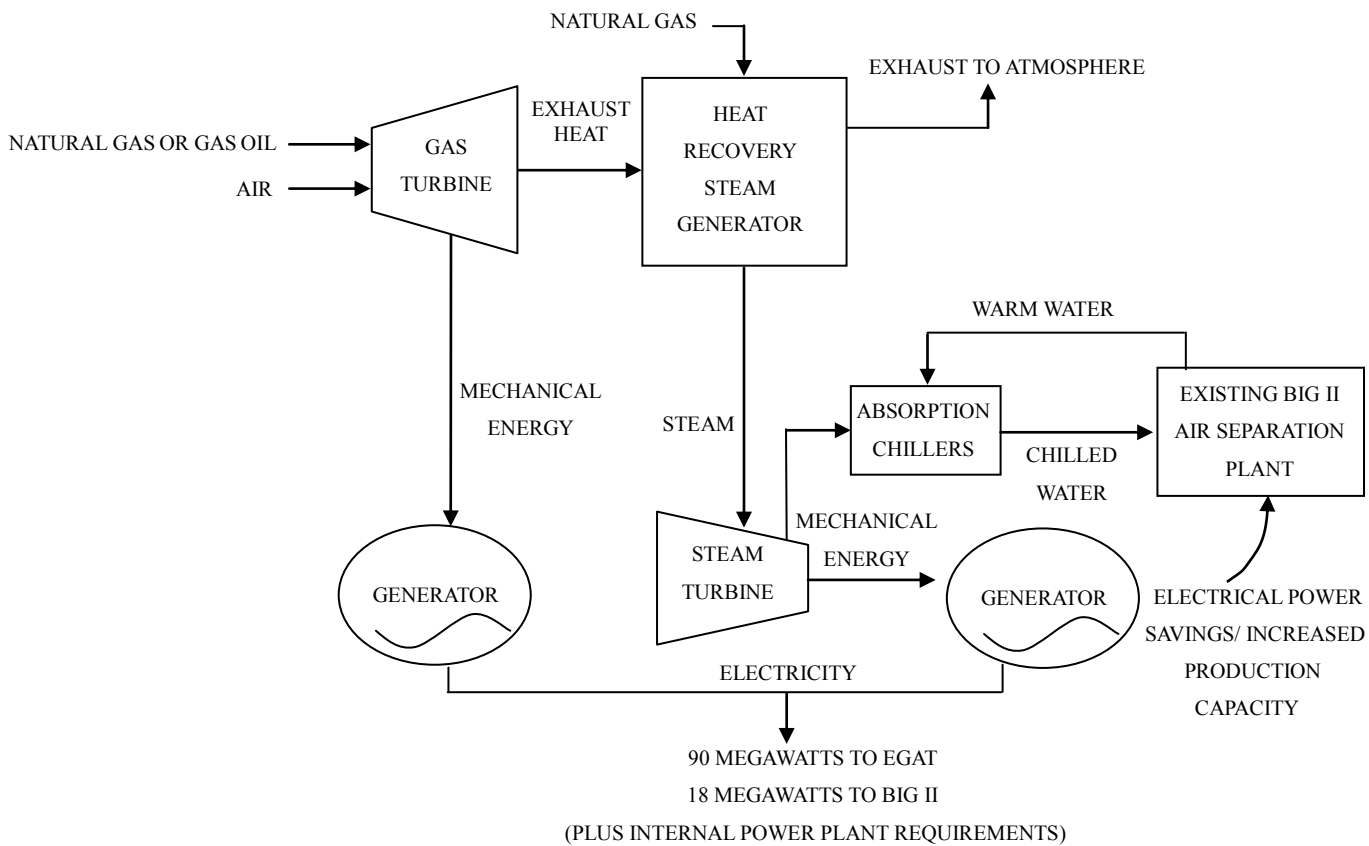 NATURAL GAS
EXHAUST TO ATMOSPHERE
EXHAUST
HEAT
HEAT
RECOVERY
STEAM
GENERATOR
NATURAL GAS OR GAS OIL
AIR
GAS
TURBINE
WARM WATER
MECHANICAL
ENERGY
STEAM
ABSORPTION
CHILLERS
CHILLED
WATER
EXISTING BIG II
AIR SEPARATION
PLANT
STEAM
TURBINE
MECHANICAL
ENERGY
GENERATOR
GENERATOR
ELECTRICAL POWER
SAVINGS/ INCREASED
PRODUCTION
CAPACITY
ELECTRICITY
90 MEGAWATTS TO EGAT
18 MEGAWATTS TO BIG II
(PLUS INTERNAL POWER PLANT REQUIREMENTS)